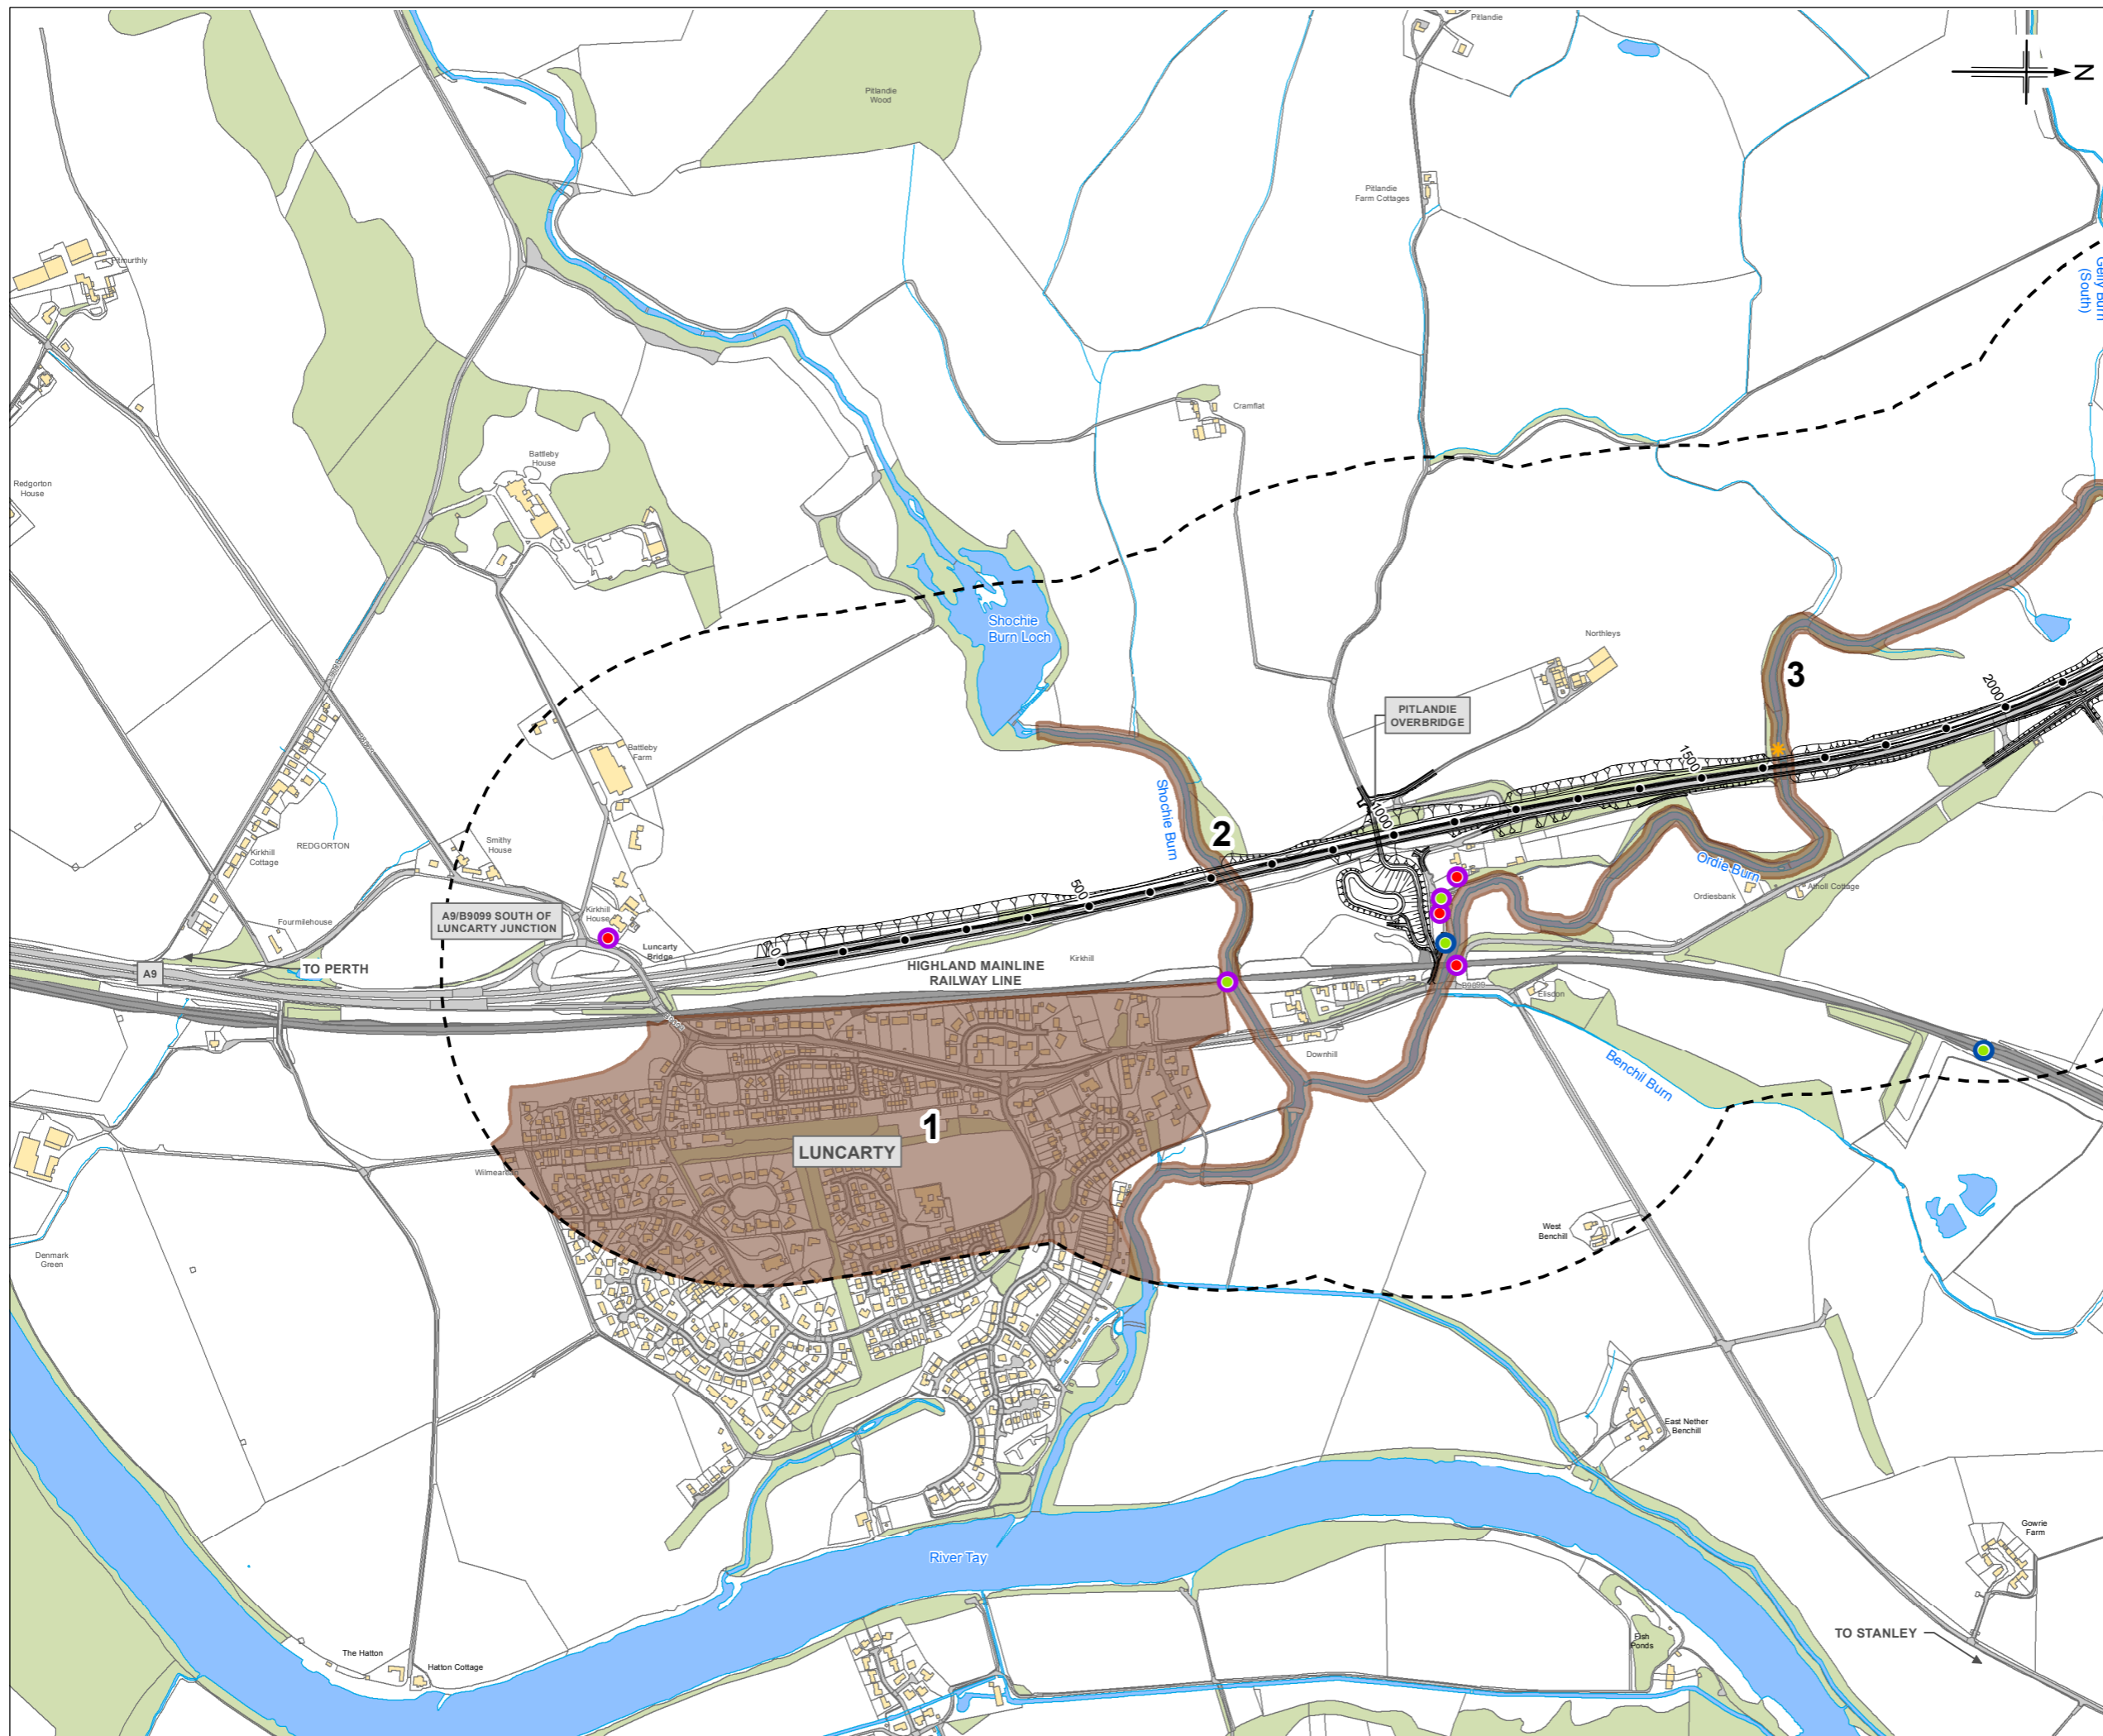 Pitlandie
N
Pitlandie
Wood
Pitlandie
Farm Cottages
Pitmurthly
(South)
Cramflat
Battleby
House
Redgorton
House
Shochie
Burn Loch
Northleys
3
2000
PITLANDIE
OVERBRIDGE
Battleby
Farm
1500
Shochie Burn
1000
2
Smithy
House
REDGORTON
Kirkhill
Cottage
Ordie Burn
500
Atholl Cottage
Ordiesbank
Kirkhill
House
A9/B9099 SOUTH OF
LUNCARTY JUNCTION
Fourmilehouse
Luncarty
Bridge
0
Kirkhill
A9
TO PERTH
HIGHLAND MAINLINE
RAILWAY LINE
B9099
Elisdon
Downhill
Benchil Burn
1
LUNCARTY
Denmark
Green
West
Benchill
East Nether
Benchill
River Tay
Gowrie
Farm
TO STANLEY
Fish
Ponds
The Hatton
Hatton Cottage